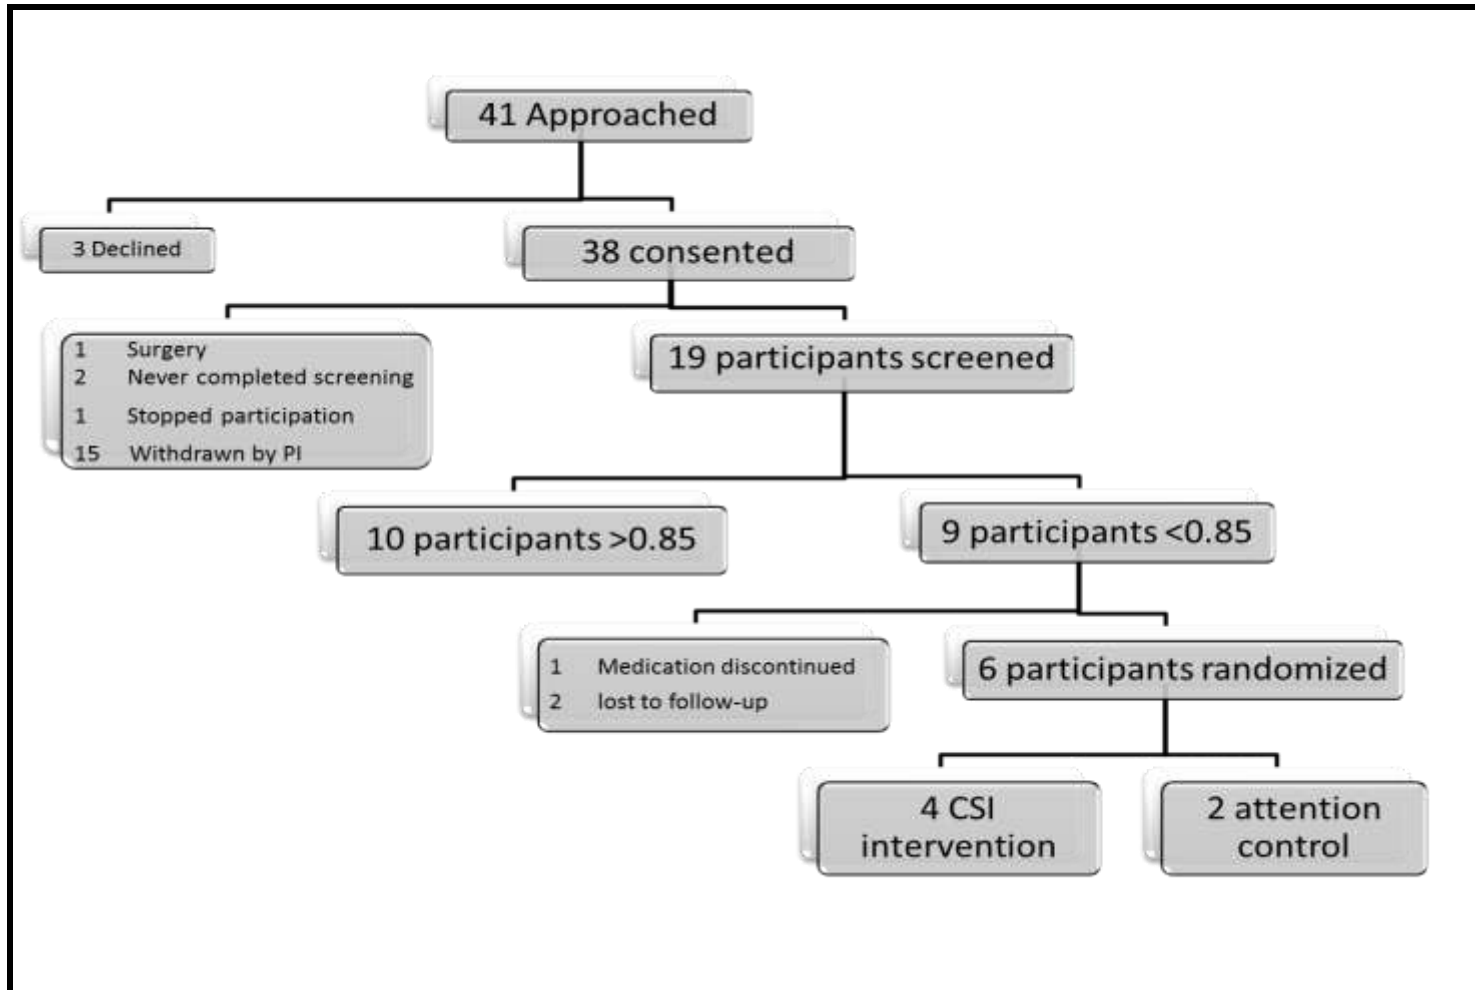 41 Approached
3 Declined
38 consented
1 Surgery
2 Never completed screening
1 Stopped participation
15 Withdrawn by PI
19 participants screened
10 participants >0.85
9 participants <0.85
1 Medication discontinued
2 lost to follow-up
6 participants randomized
4 CSI
intervention
2 attention
control